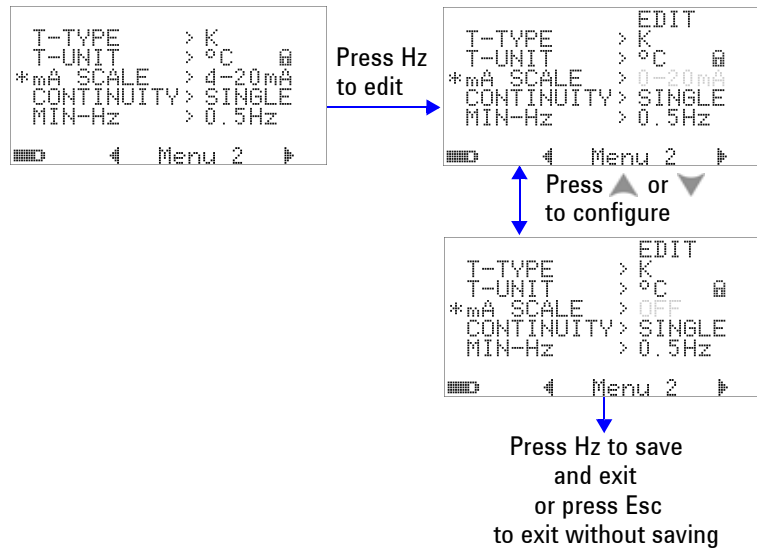 T-TYPE > K
T-UNIT > °C
*mA SCALE > 4-20mA
CONTINUITY> SINGLE
MIN-Hz > 0.5Hz
Menu 2
Press Hz
to edit
EDIT
T-TYPE > K
T-UNIT > °C
*mA SCALE > 0-20mA
CONTINUITY> SINGLE
MIN-Hz > 0.5Hz
Menu 2
Press ▲ or ▼
to configure
EDIT
T-TYPE > K
T-UNIT > °C
*mA SCALE > OFF
CONTINUITY> SINGLE
MIN-Hz > 0.5Hz
Menu 2
Press Hz to save
and exit
or press Esc
to exit without saving